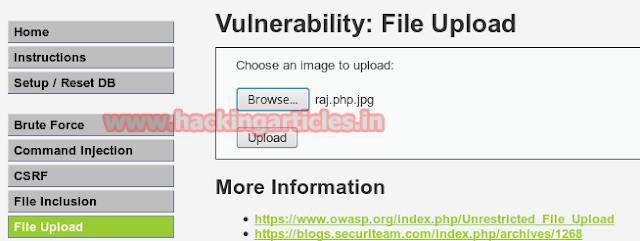 Home
Instructions
Setup / Reset DB
Brute Force
Command Injection
CSRF
File Inclusion
File Upload
Vulnerability: File Upload
Choose an image to upload:
Browse... raj.php.jpg
Upload
More Information
https://www.owasp.org/index.php/Unrestricted_File_Upload
https://blogs.securiteam.com/index.php/archives/1268
www.hackingarticles.in